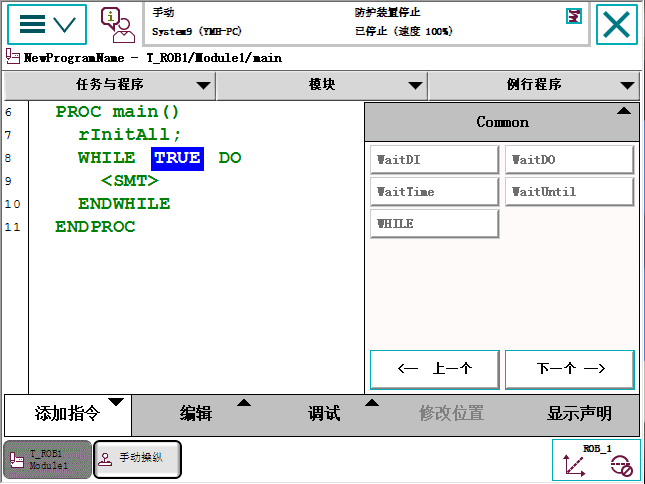 手动
System9 (YMH-PC)
防护装置停止
已停止 (速度 100%)
NewProgramName - T_ROB1/Module1/main
任务与程序
模块
例行程序
6 PROC main()
7 rInitAll;
8 WHILE TRUE DO
9 <SMT>
10 ENDWHILE
11 ENDPROC
Common
WaitDI WaitDO
WaitTime WaitUntil
WHILE
<— 上一个 下一个 —>
添加指令 编辑 调试 修改位置 显示声明
T_ROB1
Module1
手动操纵
ROB_1